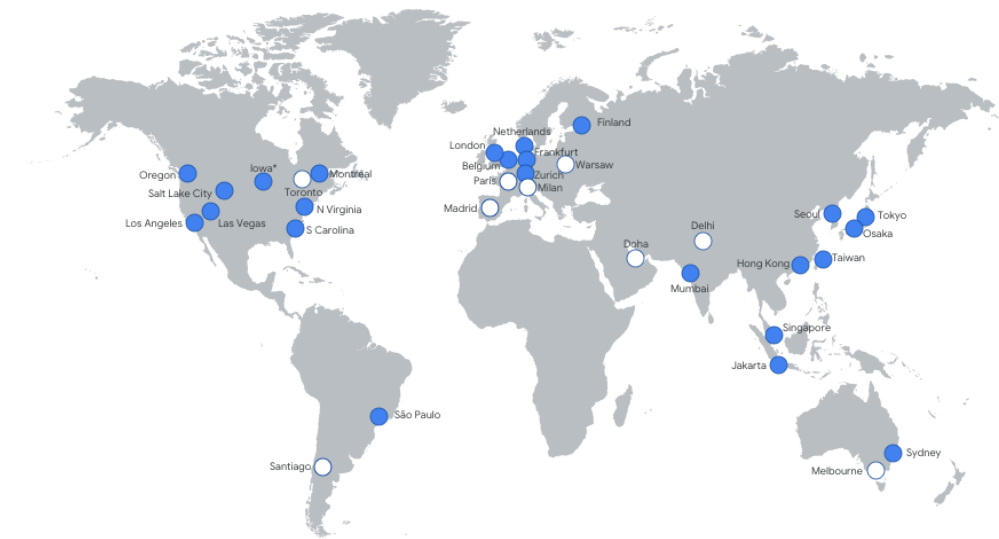 Finland
Netherlands
London
Frankfurt
Belgium
Warsaw
Oregon
Iowa*
Montréal
Zurich
Paris
Milan
Salt Lake City
Toronto
Madrid
N Virginia
Los Angeles
Las Vegas
S Carolina
Seoul
Tokyo
Osaka
Delhi
Doha
Hong Kong
Taiwan
Mumbai
Singapore
Jakarta
São Paulo
Sydney
Santiago
Melbourne